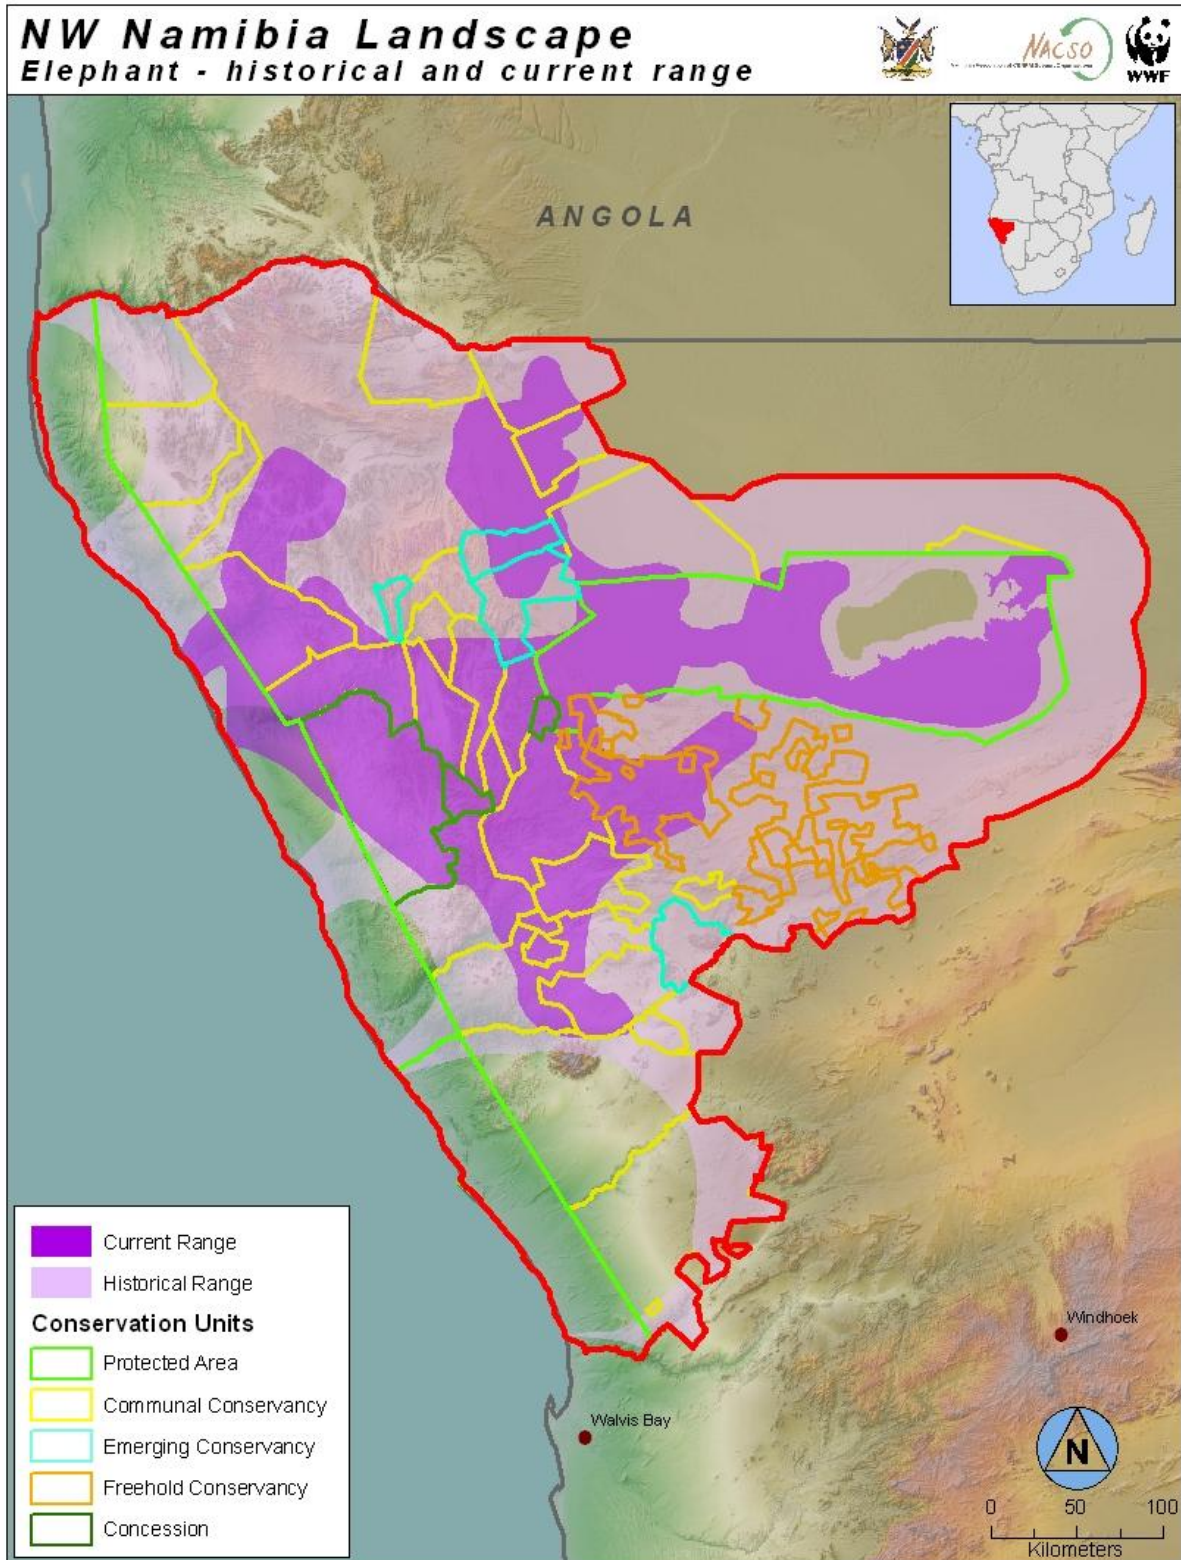 NW Namibia Landscape
Elephant - historical and current range
NACSO
WWF
ANGOLA
Current Range
Historical Range
Conservation Units
Protected Area
Communal Conservancy
Emerging Conservancy
Freehold Conservancy
Concession
Windhoek
Walvis Bay
N
0 50 100
Kilometers